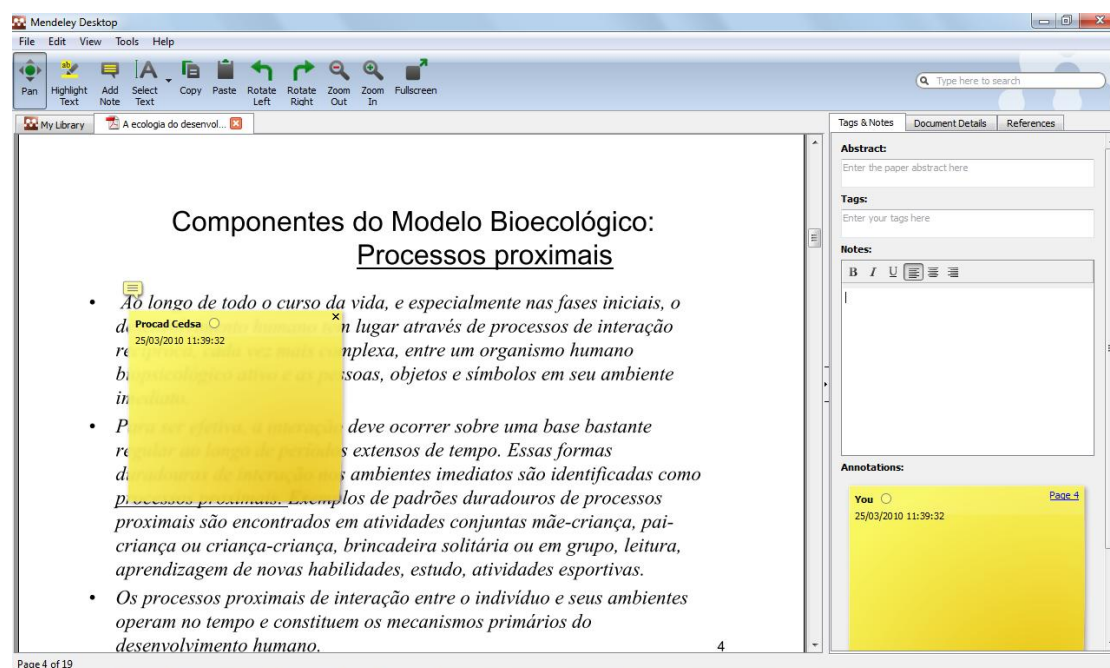 Mendeley Desktop
File Edit View Tools Help
Pan
Highlight Text
Add Note
Select Text
Copy
Paste
Rotate Left
Rotate Right
Zoom Out
Zoom In
Fullscreen
Type here to search
My Library
A ecologia do desenvol...
Componentes do Modelo Bioecológico:
Processos proximais
• Ao longo de todo o curso da vida, e especialmente nas fases iniciais, o
lugar através de processos de interação
entre um organismo humano
objetos e símbolos em seu ambiente
• deve ocorrer sobre uma base bastante
extensos de tempo. Essas formas
ambientes imediatos são identificadas como
processos proximais. Exemplos de padrões duradouros de processos
proximais são encontrados em atividades conjuntas mãe-criança, pai-
criança ou criança-criança, brincadeira solitária ou em grupo, leitura,
aprendizagem de novas habilidades, estudo, atividades esportivas.
• Os processos proximais de interação entre o indivíduo e seus ambientes
operam no tempo e constituem os mecanismos primários do
desenvolvimento humano.
4
Procad Cedsa
25/03/2010 11:39:32
Tags & Notes
Document Details
References
Abstract:
Enter the paper abstract here
Tags:
Enter your tags here
Notes:
B I U
Annotations:
You Page 4
25/03/2010 11:39:32
Page 4 of 19